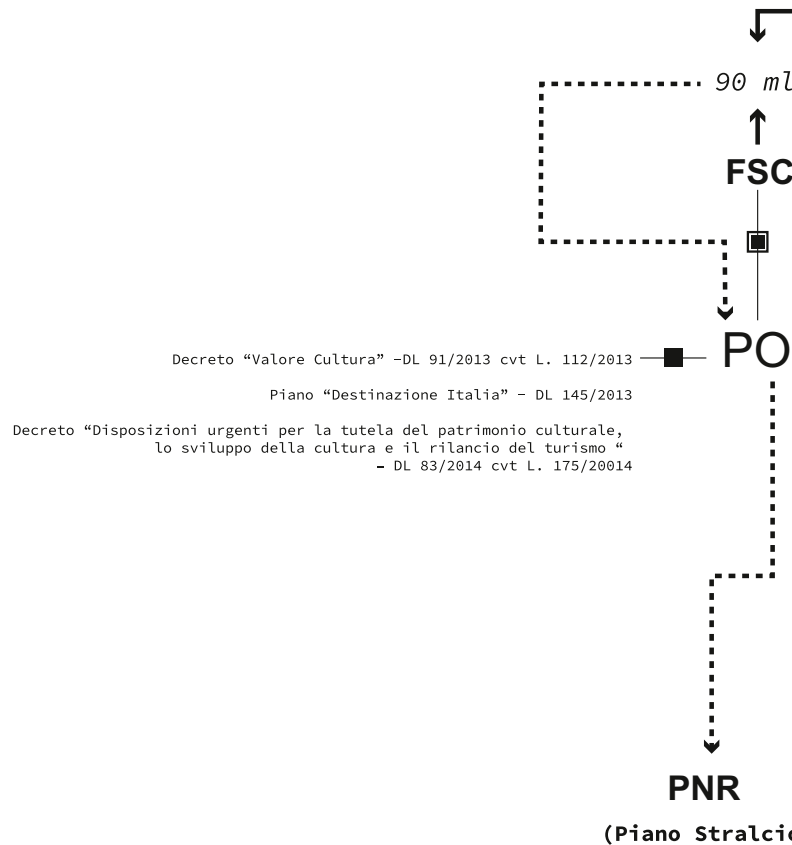 90 ml
FSC
PO
Decreto “Valore Cultura” –DL 91/2013 cvt L. 112/2013
Piano “Destinazione Italia” – DL 145/2013
Decreto “Disposizioni urgenti per la tutela del patrimonio culturale,
lo sviluppo della cultura e il rilancio del turismo “
– DL 83/2014 cvt L. 175/20014
PNR
(Piano Stralcio